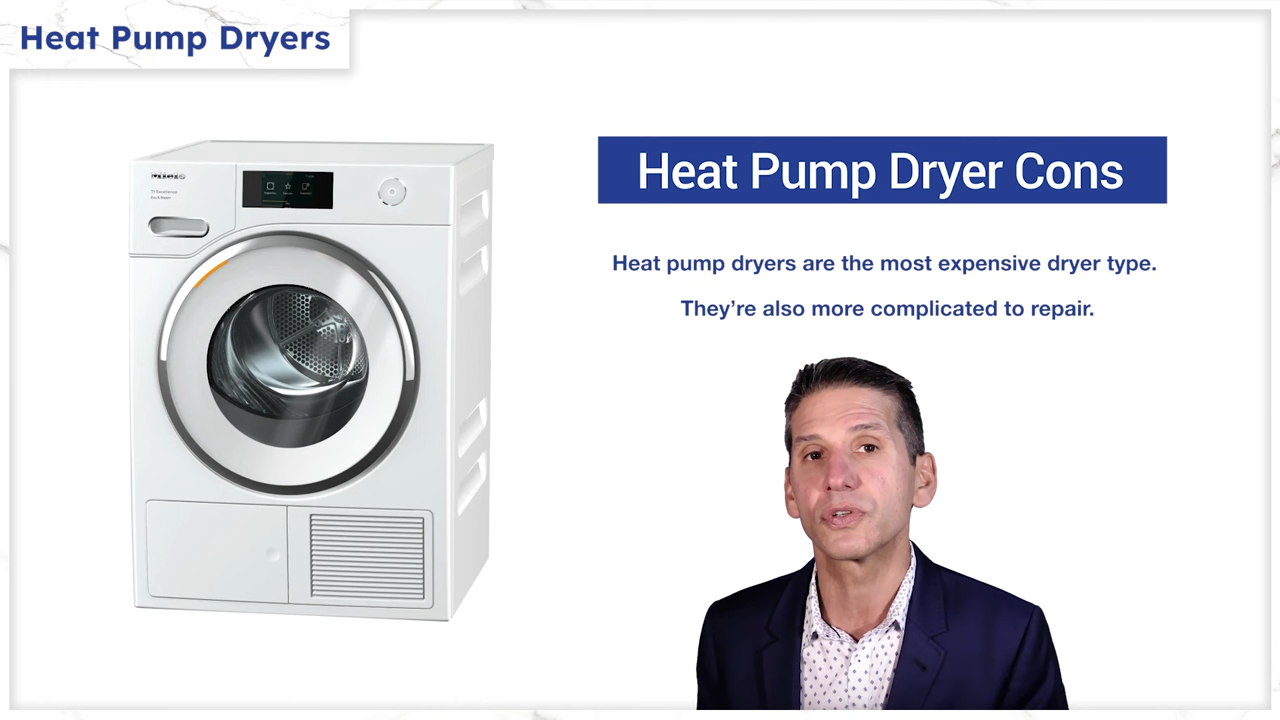 Heat Pump Dryers
Heat Pump Dryer Cons
Heat pump dryers are the most expensive dryer type.
They’re also more complicated to repair.
Miele